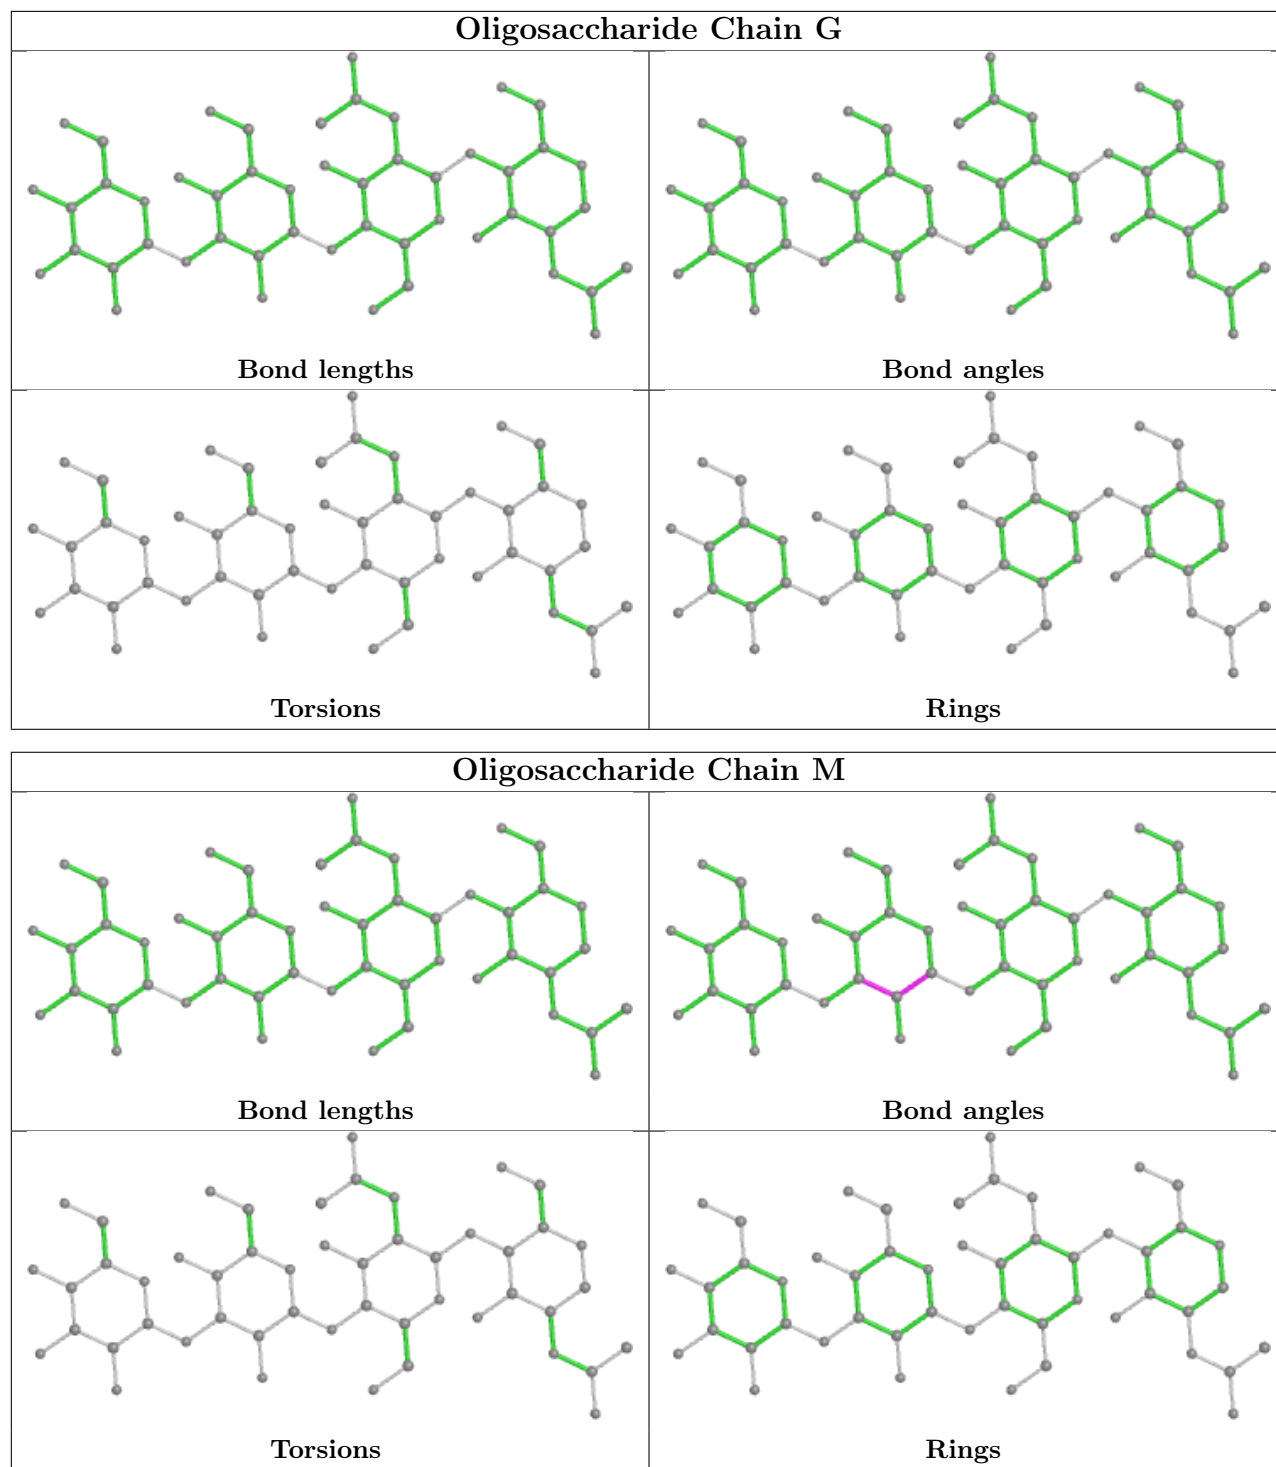 Oligosaccharide Chain G
Bond lengths
Bond angles
Torsions
Rings
Oligosaccharide Chain M
Bond lengths
Bond angles
Torsions
Rings